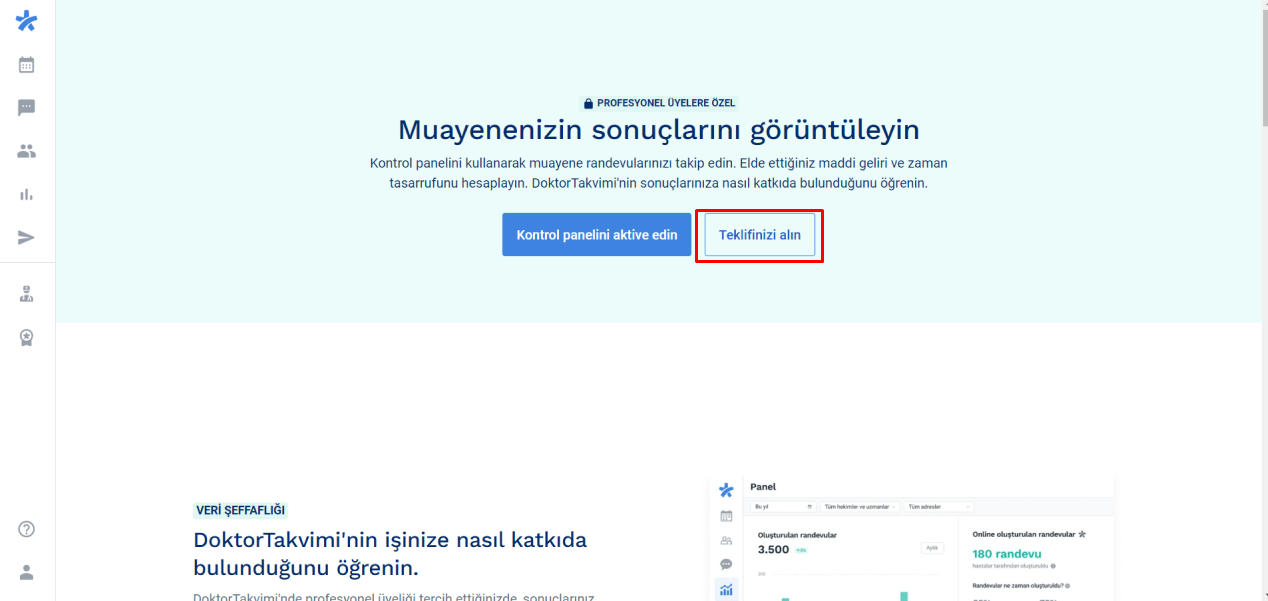 PROFESYONEL ÜYELERE ÖZEL
Muayenenizin sonuçlarını görüntüleyin
Kontrol panelini kullanarak muayene randevularınızı takip edin. Elde ettiğiniz maddi geliri ve zaman
tasarrufunu hesaplayın. DoktorTakvimi'nin sonuçlarınıza nasıl katkıda bulunduğunu öğrenin.
Kontrol panelini aktive edin
Teklifinizi alın
VERİ ŞEFFAFLIĞI
DoktorTakvimi'nin işinize nasıl katkıda
bulunduğunu öğrenin.
DoktorTakvimi'nde profesyonel üyeliği tercih ettiğinizde, sonuçlarınız
Panel
Bu yıl
Tüm hekimler ve uzmanlar
Tüm adresler
Oluşturulan randevular
3.500
Aylık
Online oluşturulan randevular
180 randevu
hastalar tarafından oluşturuldu
Randevular ne zaman oluşturuldu?